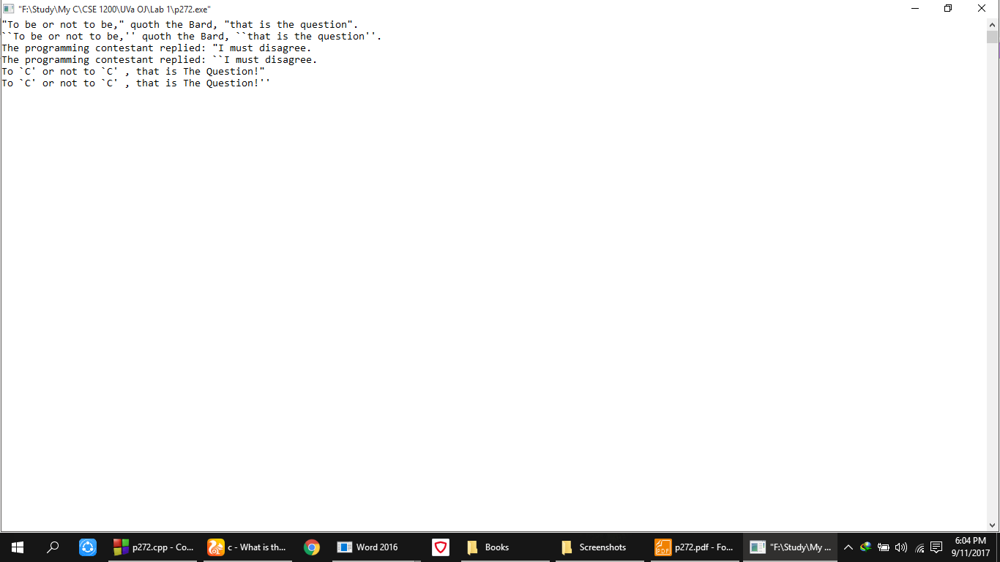 "F:\Study\My C\CSE 1200\UVa OJ\Lab 1\p272.exe"
"To be or not to be," quoth the Bard, "that is the question".
``To be or not to be,'' quoth the Bard, ``that is the question''.
The programming contestant replied: "I must disagree.
The programming contestant replied: ``I must disagree.
To `C' or not to `C' , that is The Question!"
To `C' or not to `C' , that is The Question!''
p272.cpp - Co...
c - What is th...
Word 2016
Books
Screenshots
PDF
p272.pdf - Fo...
"F:\Study\My ...
6:04 PM
9/11/2017